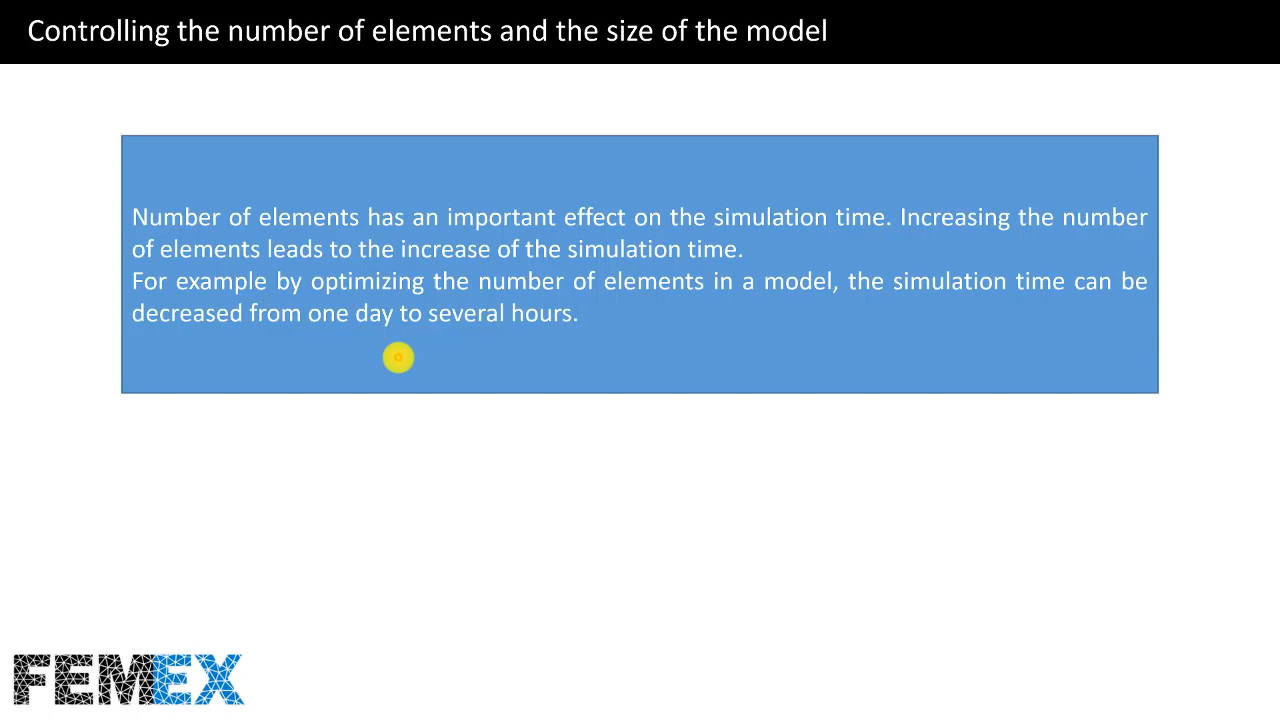 Controlling the number of elements and the size of the model
Number of elements has an important effect on the simulation time. Increasing the number
of elements leads to the increase of the simulation time.
For example by optimizing the number of elements in a model, the simulation time can be
decreased from one day to several hours.
FEMEX